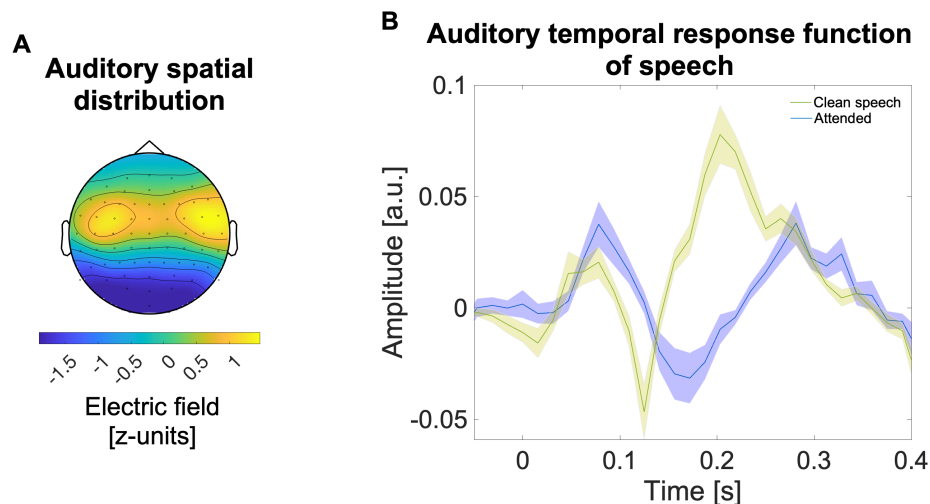 A
Auditory spatial
distribution
-1.5 -1 -0.5 0 0.5 1
Electric field
[z-units]
B
Auditory temporal response function
of speech
Clean speech
Attended
Amplitude [a.u.]
0.1
0.05
0
-0.05
0 0.1 0.2 0.3 0.4
Time [s]